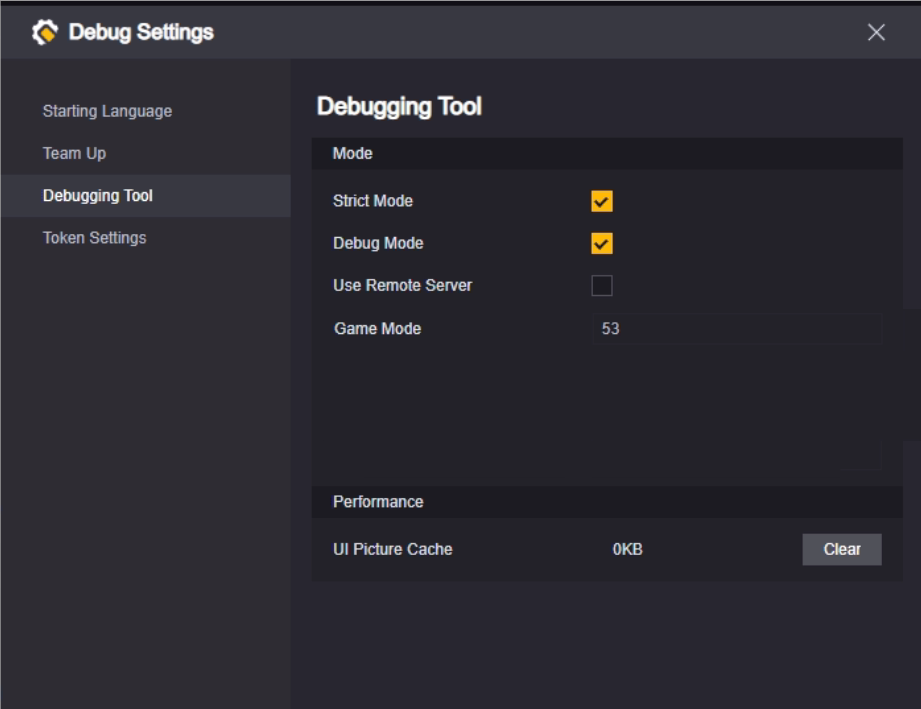 Debug Settings
Starting Language
Team Up
Debugging Tool
Token Settings
Debugging Tool
Mode
Strict Mode
Debug Mode
Use Remote Server
Game Mode 53
Performance
UI Picture Cache 0KB Clear